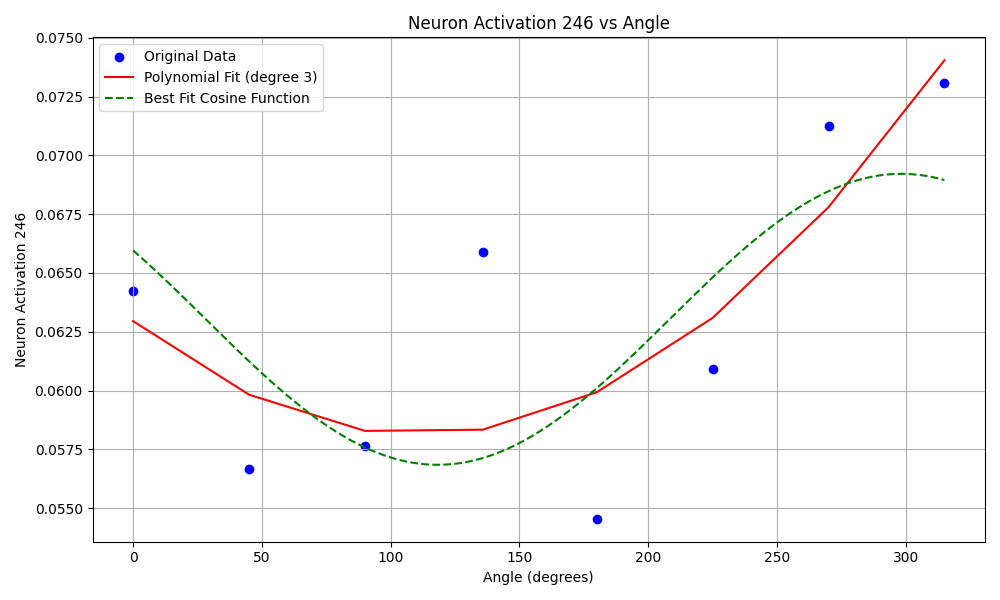 Neuron Activation 246 vs Angle
Original Data
Polynomial Fit (degree 3)
Best Fit Cosine Function
Neuron Activation 246
0.0750
0.0725
0.0700
0.0675
0.0650
0.0625
0.0600
0.0575
0.0550
0
50
100
150
200
250
300
Angle (degrees)